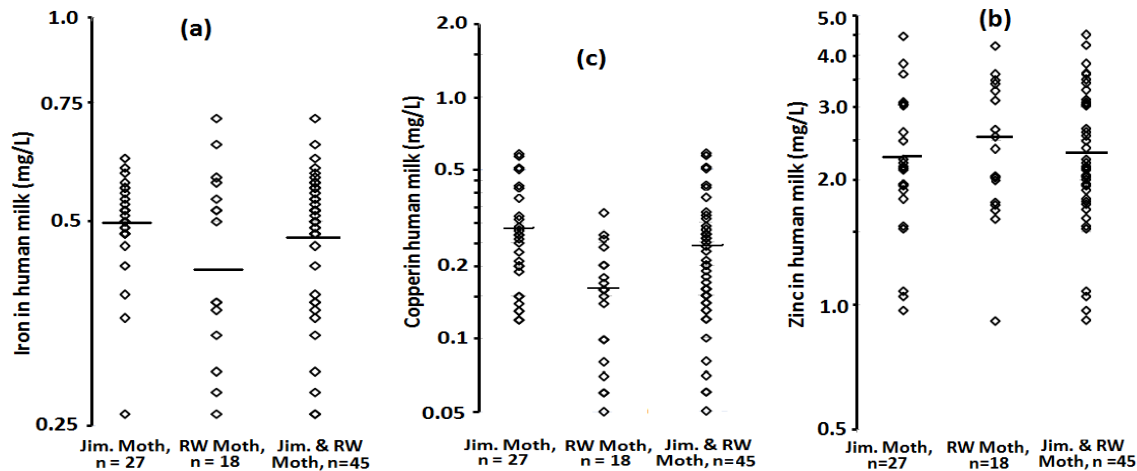 (a)
Iron in human milk (mg/L)
1.0
0.75
0.5
0.25
Jim. Moth, n = 27
RW Moth, n = 18
Jim. & RW Moth, n=45
(c)
Copperin human milk (mg/L)
2.0
1.0
0.5
0.2
0.1
0.05
Jim. Moth, n = 27
RW Moth, n = 18
Jim. & RW Moth, n=45
(b)
Zinc in human milk (mg/L)
5.0
4.0
3.0
2.0
1.0
0.5
Jim. Moth, n=27
RW Moth, n=18
Jim. & RW Moth, n =45